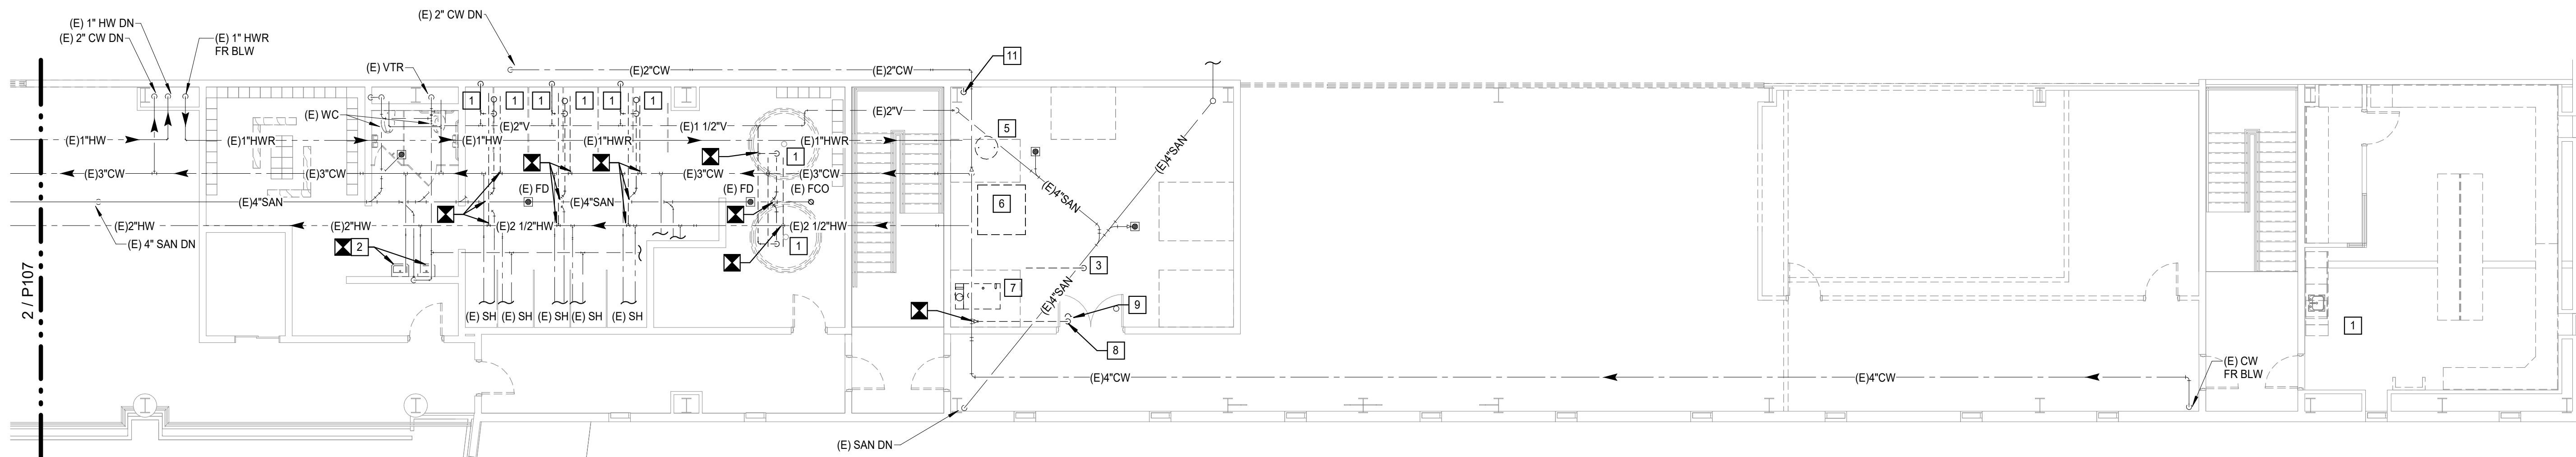 (E) 2" CW DN
(E) 1" HW DN
(E) 2" CW DN
(E) 1" HWR
FR BLW
(E) VTR
(E)2"CW
(E)2"CW
11
1
1
1
1
1
1
(E) WC
(E)2"V
(E)1 1/2"V
(E)2"V
5
(E)1"HW
(E)1"HWR
(E)1"HW
(E)1"HWR
(E)1"HWR
1
(E)4"SAN
(E)3"CW
(E)3"CW
(E)3"CW
(E)3"CW
(E) FD
(E) FD
(E) FCO
(E)4"SAN
(E)4"SAN
(E)4"SAN
6
(E)2"HW
(E)2"HW
(E)2 1/2"HW
(E)2 1/2"HW
(E) 4" SAN DN
2
1
3
2 / P107
7
(E)4"SAN
9
(E) SH
(E) SH
(E) SH
(E) SH
(E) SH
1
8
(E)4"CW
(E)4"CW
(E) CW
FR BLW
(E) SAN DN